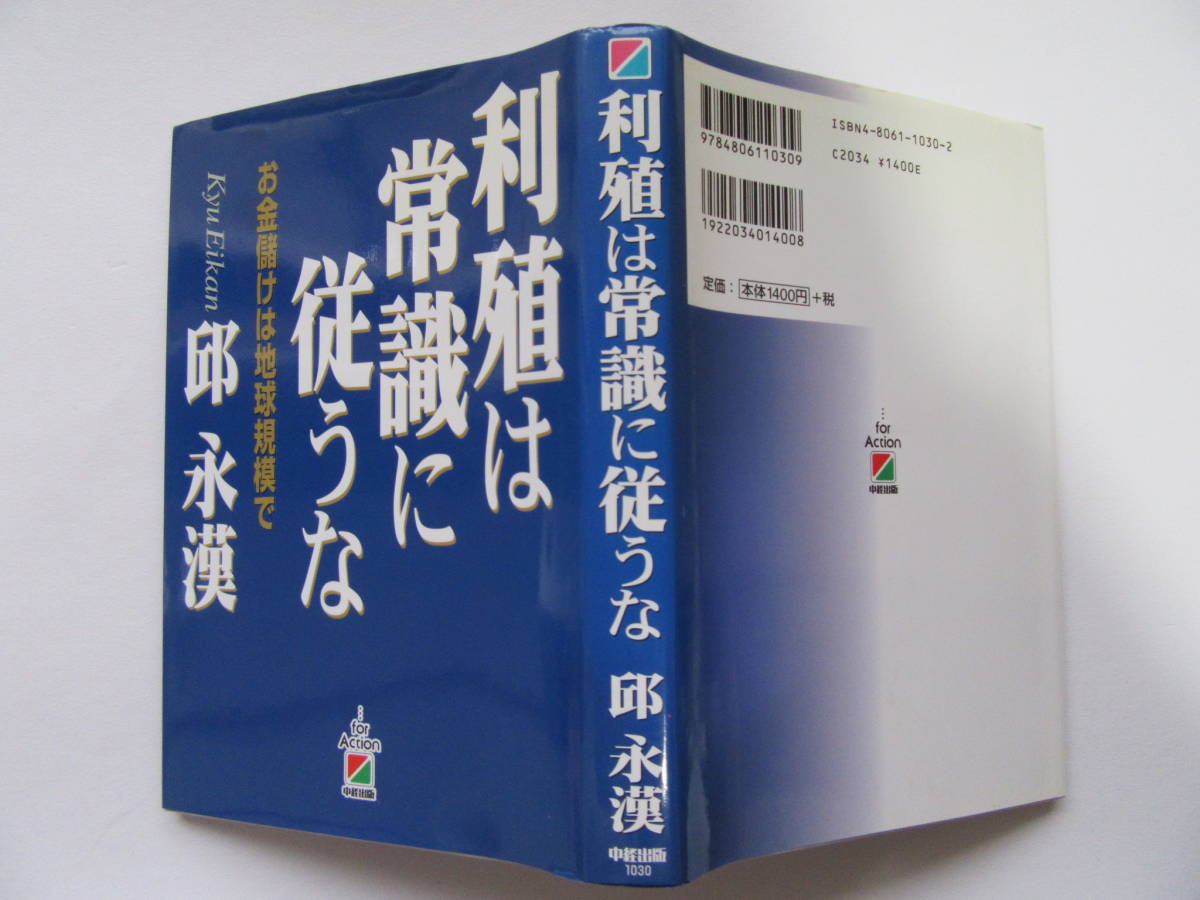 利殖は
常識に
従うな
お金儲けは地球規模で
Kyu Eikan
邱 永漢
…for
Action
中経出版
利殖は常識に従うな 邱 永漢
中経出版
1030
9784806110309
ISBN4-8061-1030-2
C2034 ¥1400E
1922034014008
定価：本体1400円+税
…
for
Action
中経出版